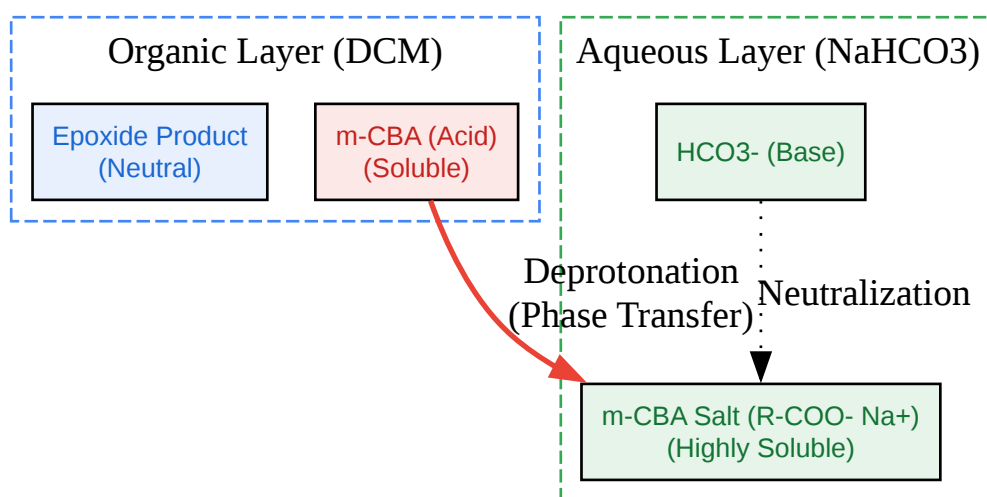 Organic Layer (DCM)
Aqueous Layer (NaHCO3)
Epoxide Product
(Neutral)
m-CBA (Acid)
(Soluble)
HCO3- (Base)
Deprotonation
(Phase Transfer)
Neutralization
m-CBA Salt (R-COO- Na+)
(Highly Soluble)